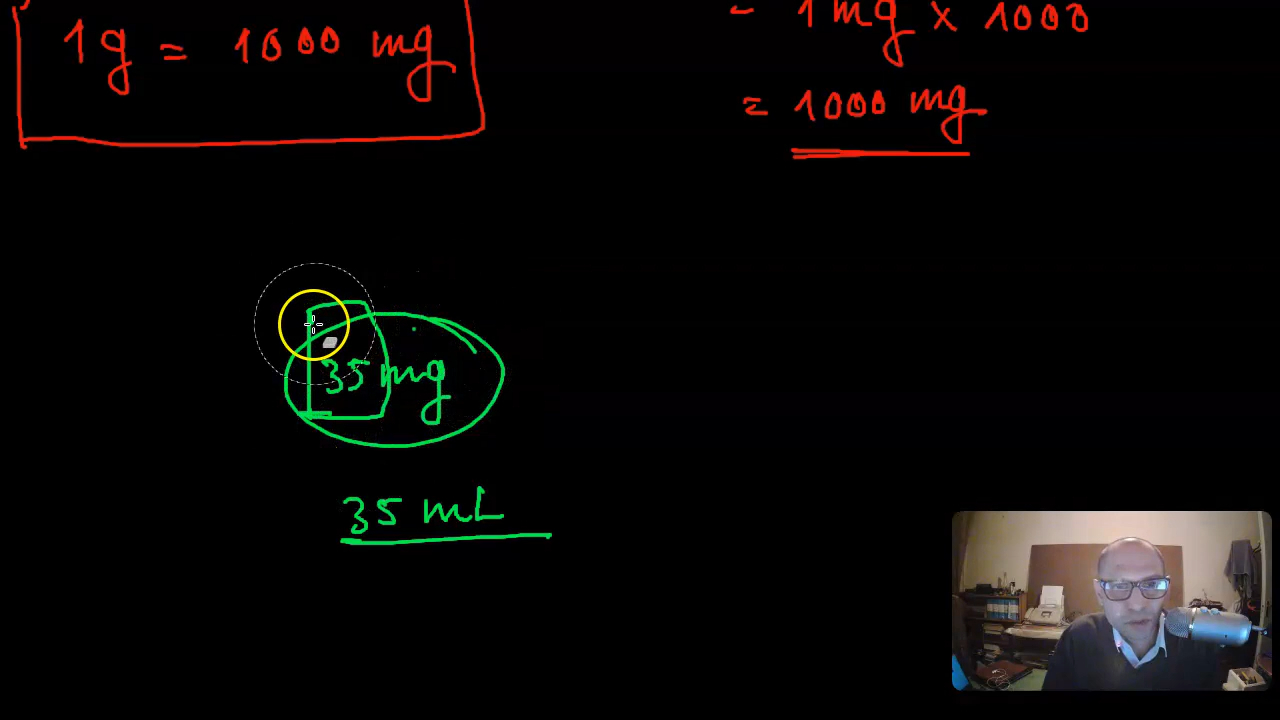 1g = 1000 mg
= 1mg x 1000
= 1000 mg
35 mg
35 mL